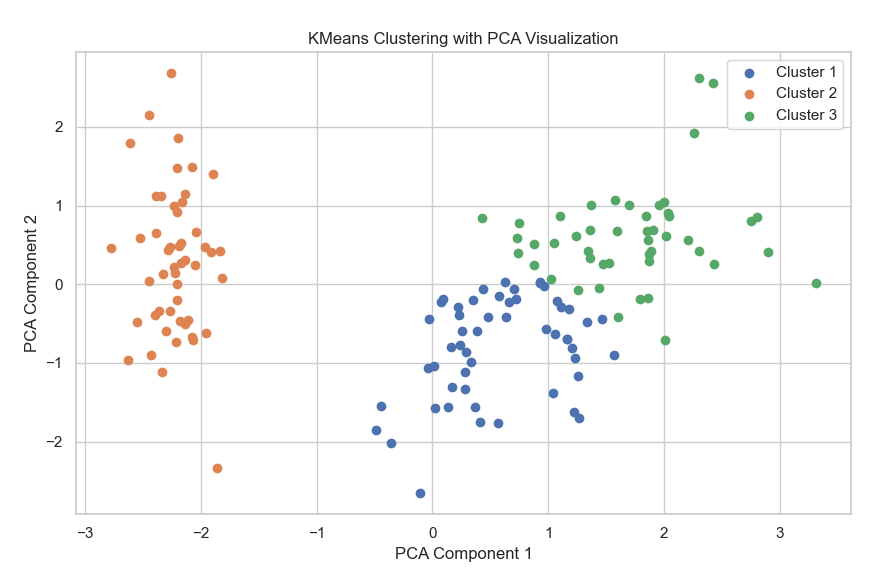 KMeans Clustering with PCA Visualization
Cluster 1
Cluster 2
Cluster 3
PCA Component 2
2
1
0
−1
−2
−3
−2
−1
0
1
2
3
PCA Component 1